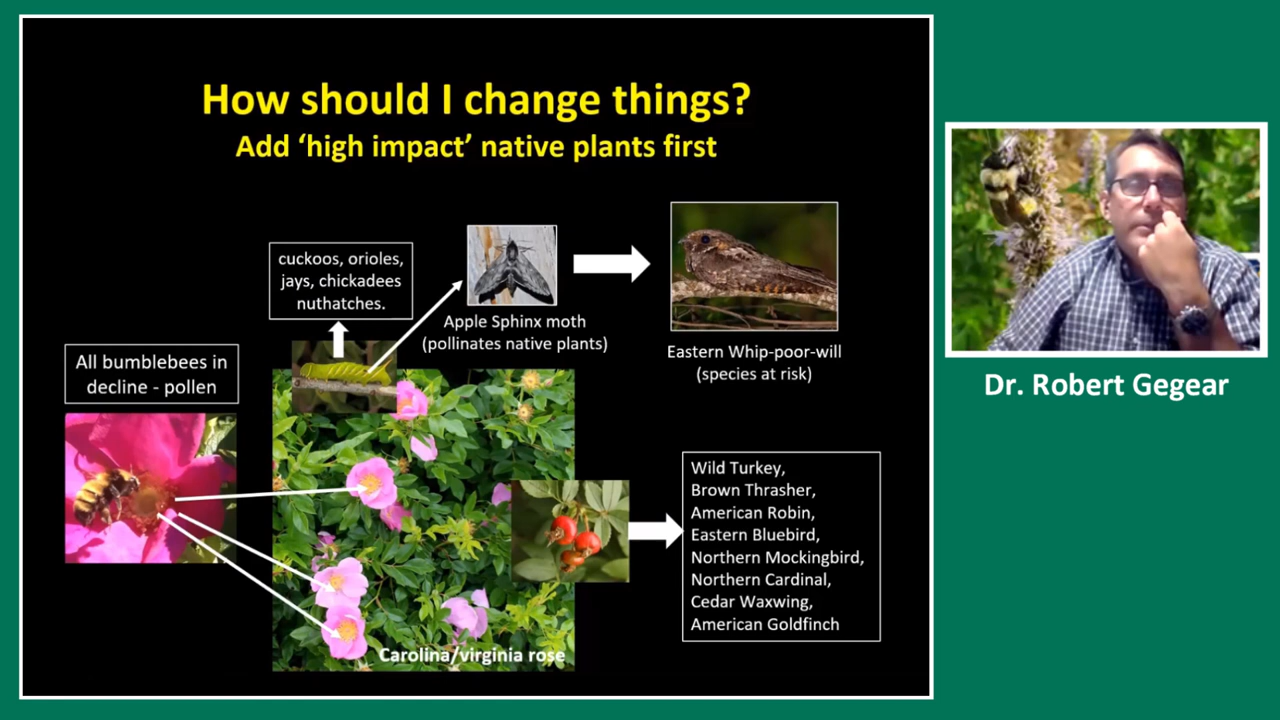 How should I change things?
Add ‘high impact’ native plants first
cuckoos, orioles,
jays, chickadees
nuthatches.
Apple Sphinx moth
(pollinates native plants)
Eastern Whip-poor-will
(species at risk)
All bumblebees in
decline - pollen
Wild Turkey,
Brown Thrasher,
American Robin,
Eastern Bluebird,
Northern Mockingbird,
Northern Cardinal,
Cedar Waxwing,
American Goldfinch
Carolina/virginia rose
Dr. Robert Gegear